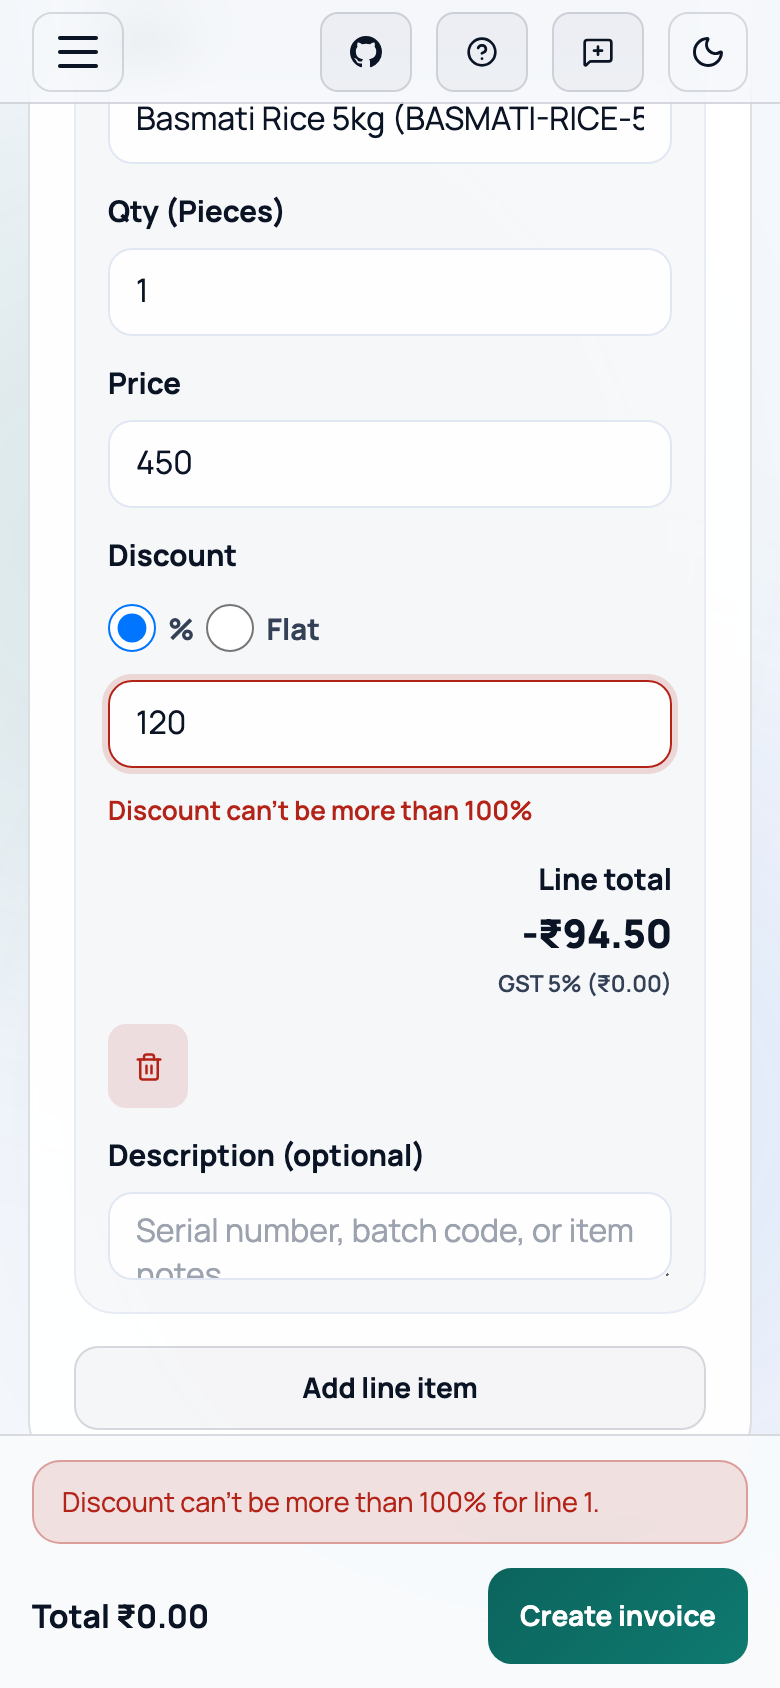 Basmati Rice 5kg (BASMATI-RICE-5
Qty (Pieces)
1
Price
450
Discount
% Flat
120
Discount can't be more than 100%
Line total
-₹94.50
GST 5% (₹0.00)
Description (optional)
Serial number, batch code, or item
notes
Add line item
Discount can't be more than 100% for line 1.
Total ₹0.00
Create invoice